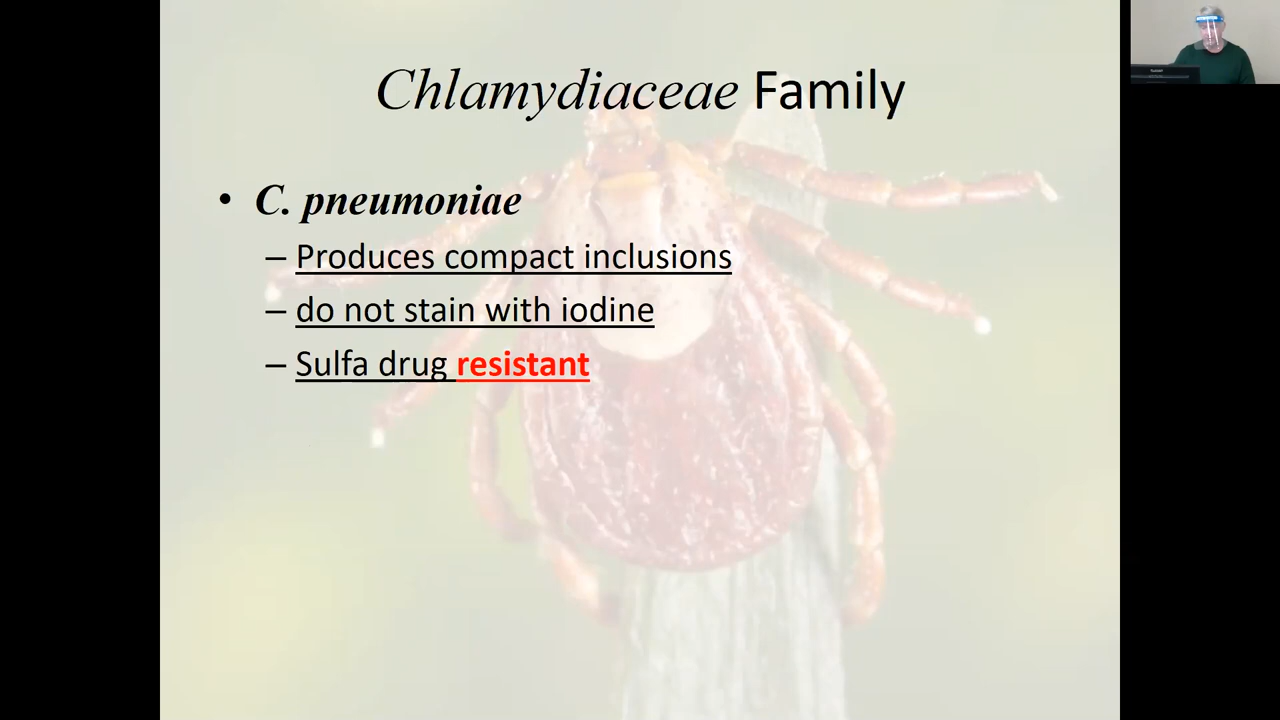 Chlamydiaceae Family
• C. pneumoniae
– Produces compact inclusions
– do not stain with iodine
– Sulfa drug resistant